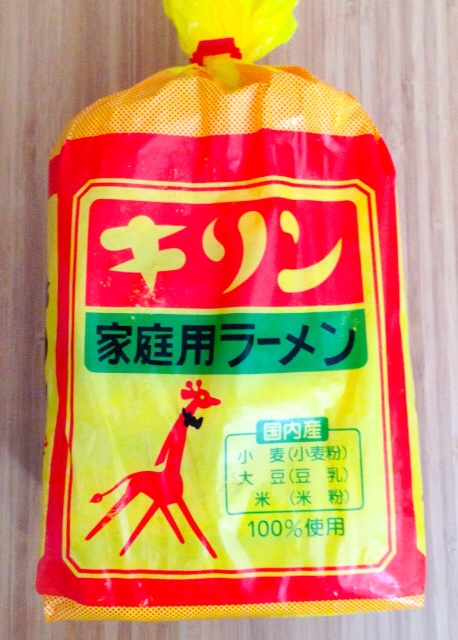 キリン
家庭用ラーメン
国内産
小 麦(小麦粉)
大 豆(豆 乳)
米 (米 粉)
100%使用